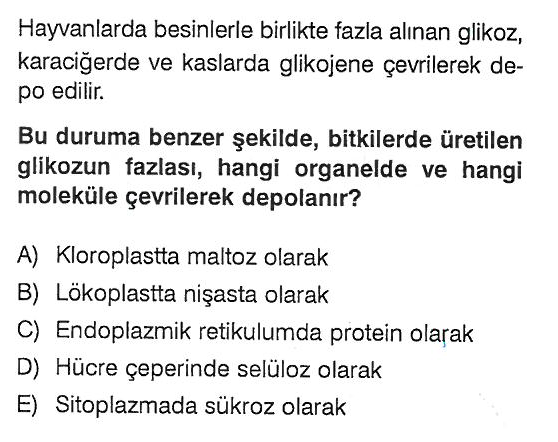 Hayvanlarda besinlerle birlikte fazla alınan glikoz,
karaciğerde ve kaslarda glikojene çevrilerek de-
po edilir.
Bu duruma benzer şekilde, bitkilerde üretilen
glikozun fazlası, hangi organelde ve hangi
moleküle çevrilerek depolanır?
A) Kloroplastta maltoz olarak
B) Lökoplastta nişasta olarak
C) Endoplazmik retikulumda protein olarak
D) Hücre çeperinde selüloz olarak
E) Sitoplazmada sükroz olarak